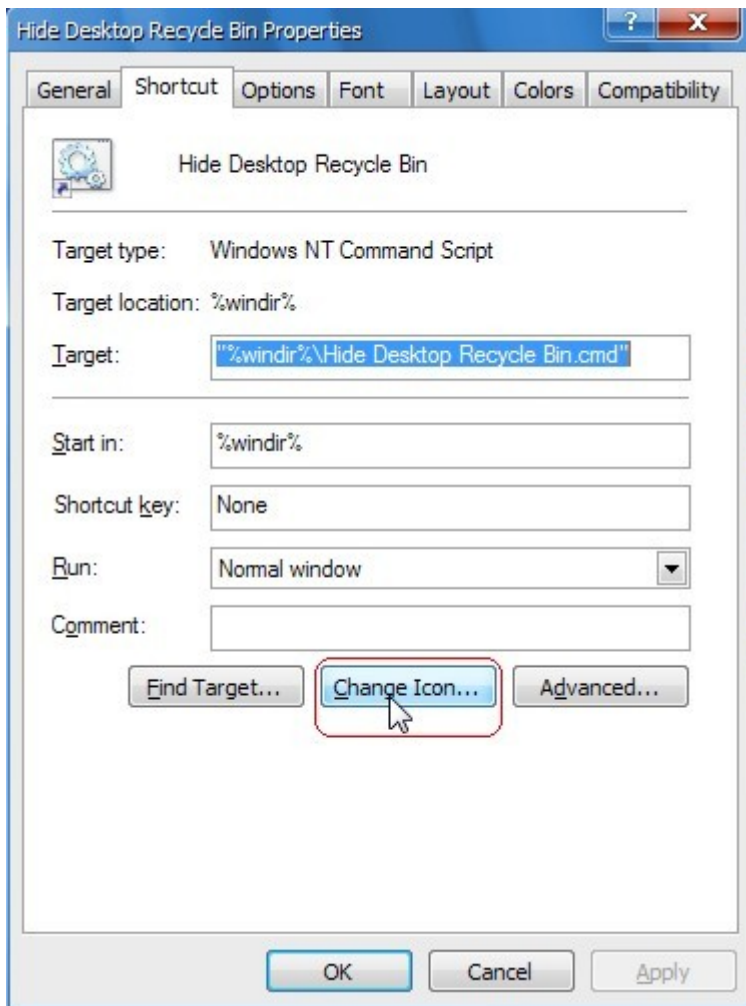 Hide Desktop Recycle Bin Properties
?
X
General Shortcut Options Font Layout Colors Compatibility
Hide Desktop Recycle Bin
Target type: Windows NT Command Script
Target location: %windir%
Target: "%windir%\Hide Desktop Recycle Bin.cmd"
Start in: %windir%
Shortcut key: None
Run: Normal window
Comment:
Find Target... Change Icon... Advanced...
OK Cancel Apply